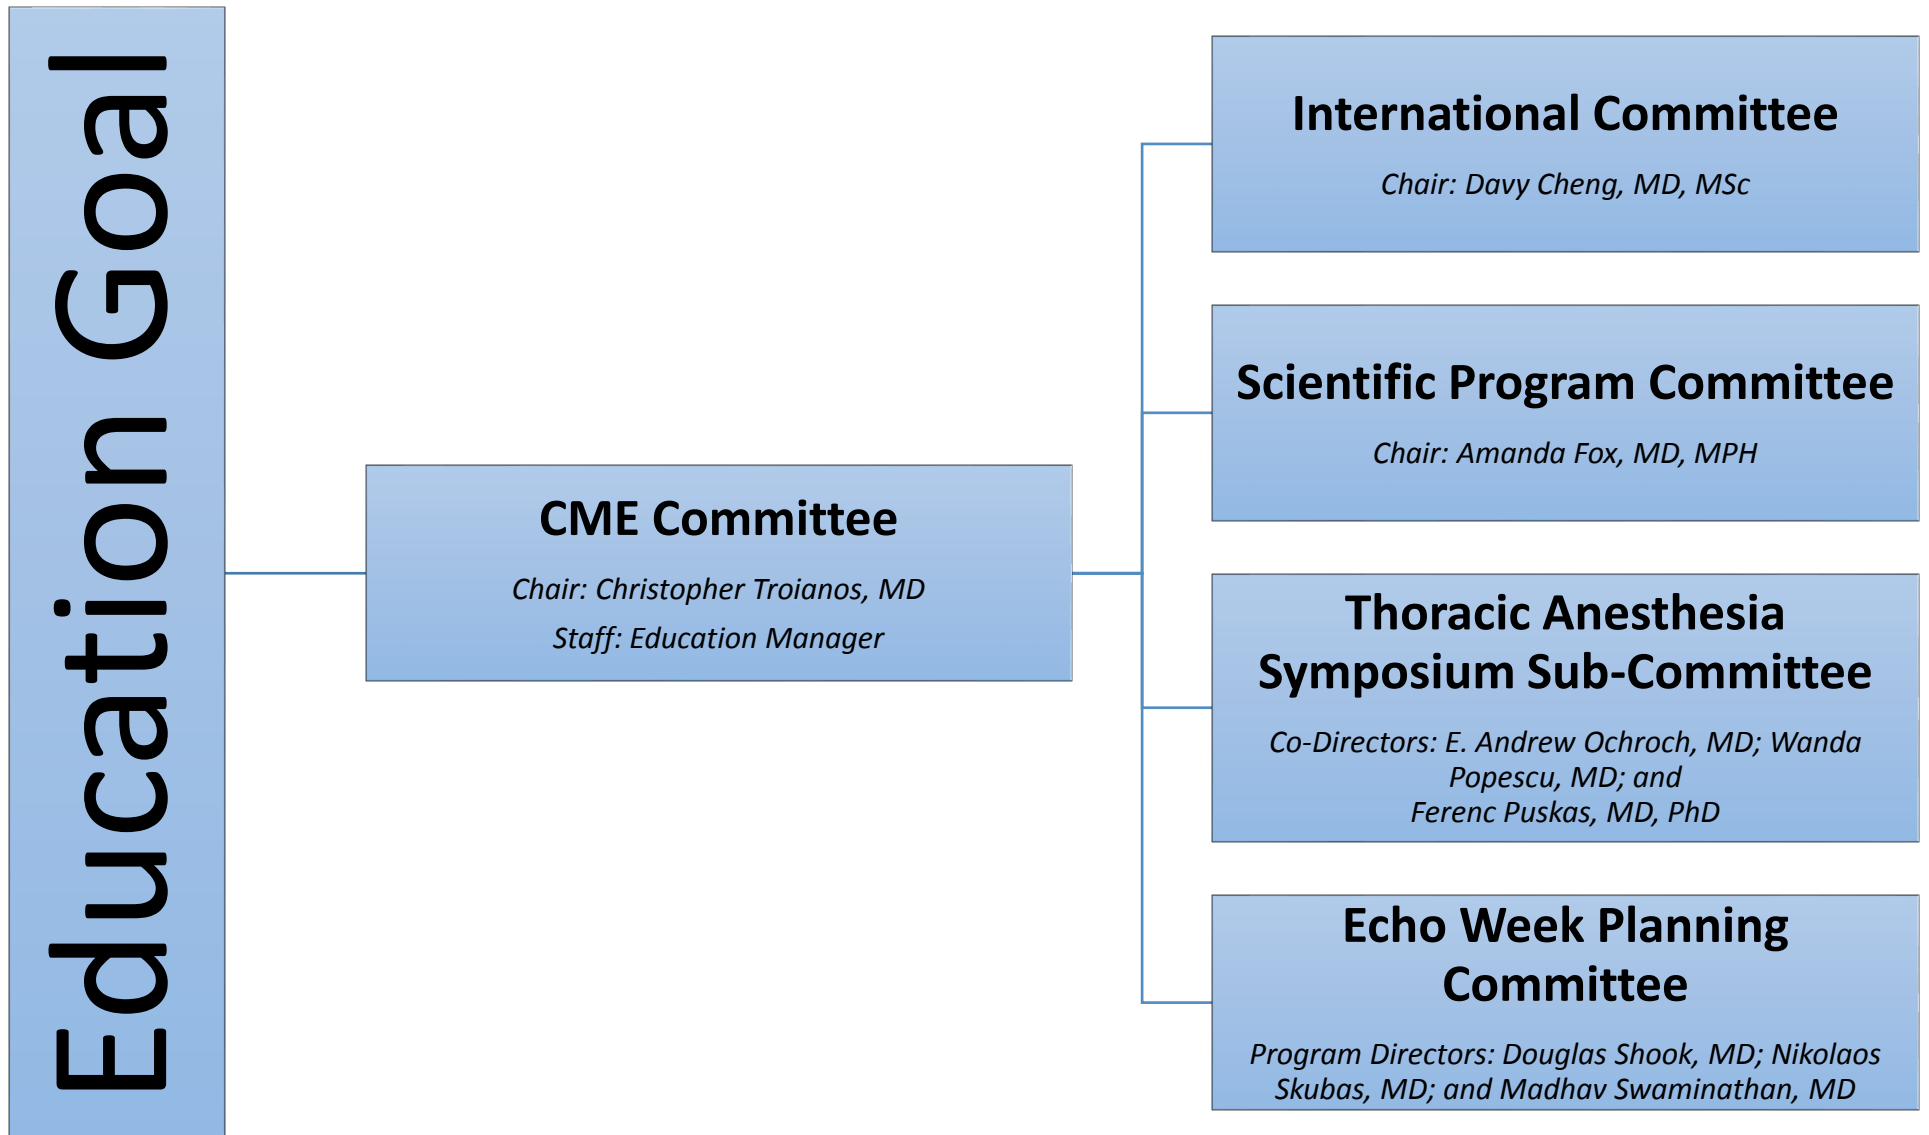 Education Goal
CME Committee
Chair: Christopher Troianos, MD
Staff: Education Manager
International Committee
Chair: Davy Cheng, MD, MSc
Scientific Program Committee
Chair: Amanda Fox, MD, MPH
Thoracic Anesthesia
Symposium Sub-Committee
Co-Directors: E. Andrew Ochroch, MD; Wanda
Popescu, MD; and
Ferenc Puskas, MD, PhD
Echo Week Planning
Committee
Program Directors: Douglas Shook, MD; Nikolaos
Skubas, MD; and Madhav Swaminathan, MD